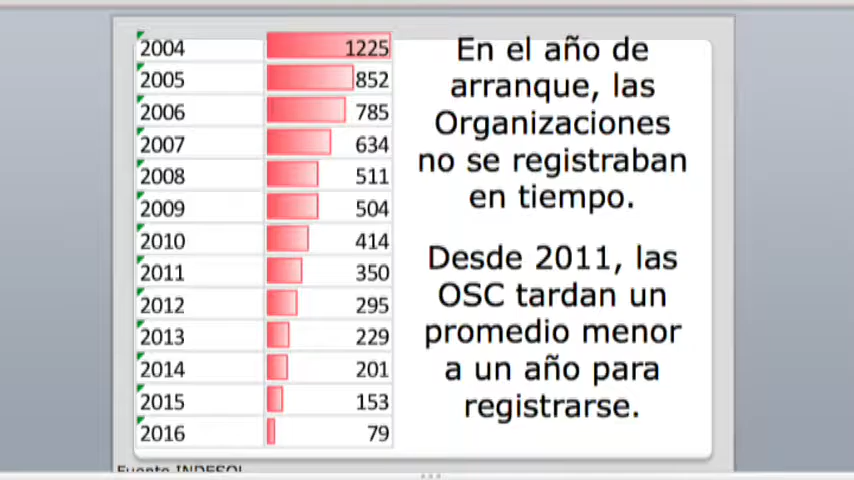 2004 1225
2005 852
2006 785
2007 634
2008 511
2009 504
2010 414
2011 350
2012 295
2013 229
2014 201
2015 153
2016 79
En el año de
arranque, las
Organizaciones
no se registraban
en tiempo.
Desde 2011, las
OSC tardan un
promedio menor
a un año para
registrarse.
Fuente INDESOL